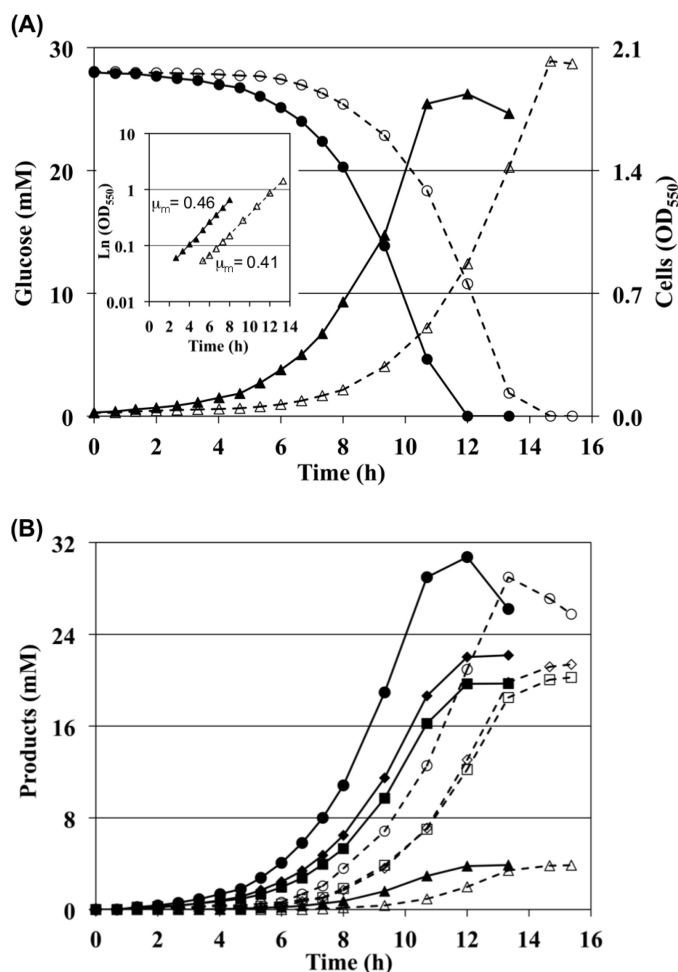 (A)
30
20
10
0
Glucose (mM)
2.1
1.4
0.7
0.0
Cells (OD550)
10
1
0.1
0.01
Ln (OD550)
μm= 0.46
μm= 0.41
0 2 4 6 8 10 12 14
Time (h)
0 2 4 6 8 10 12 14 16
Time (h)
(B)
32
24
16
8
0
Products (mM)
0 2 4 6 8 10 12 14 16
Time (h)